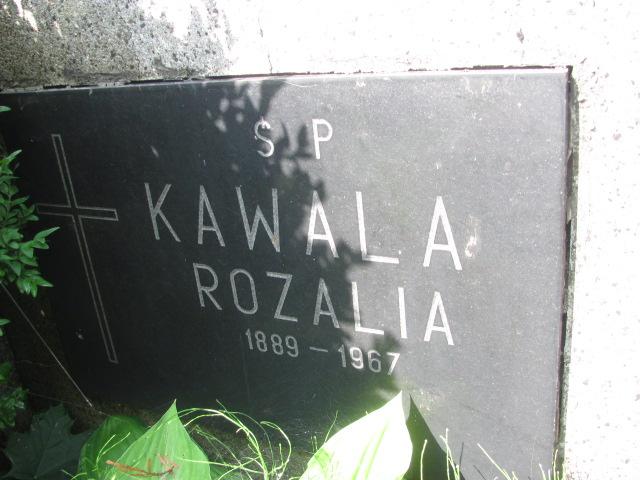 S P
KAWALA
ROZALIA
1889 - 1967